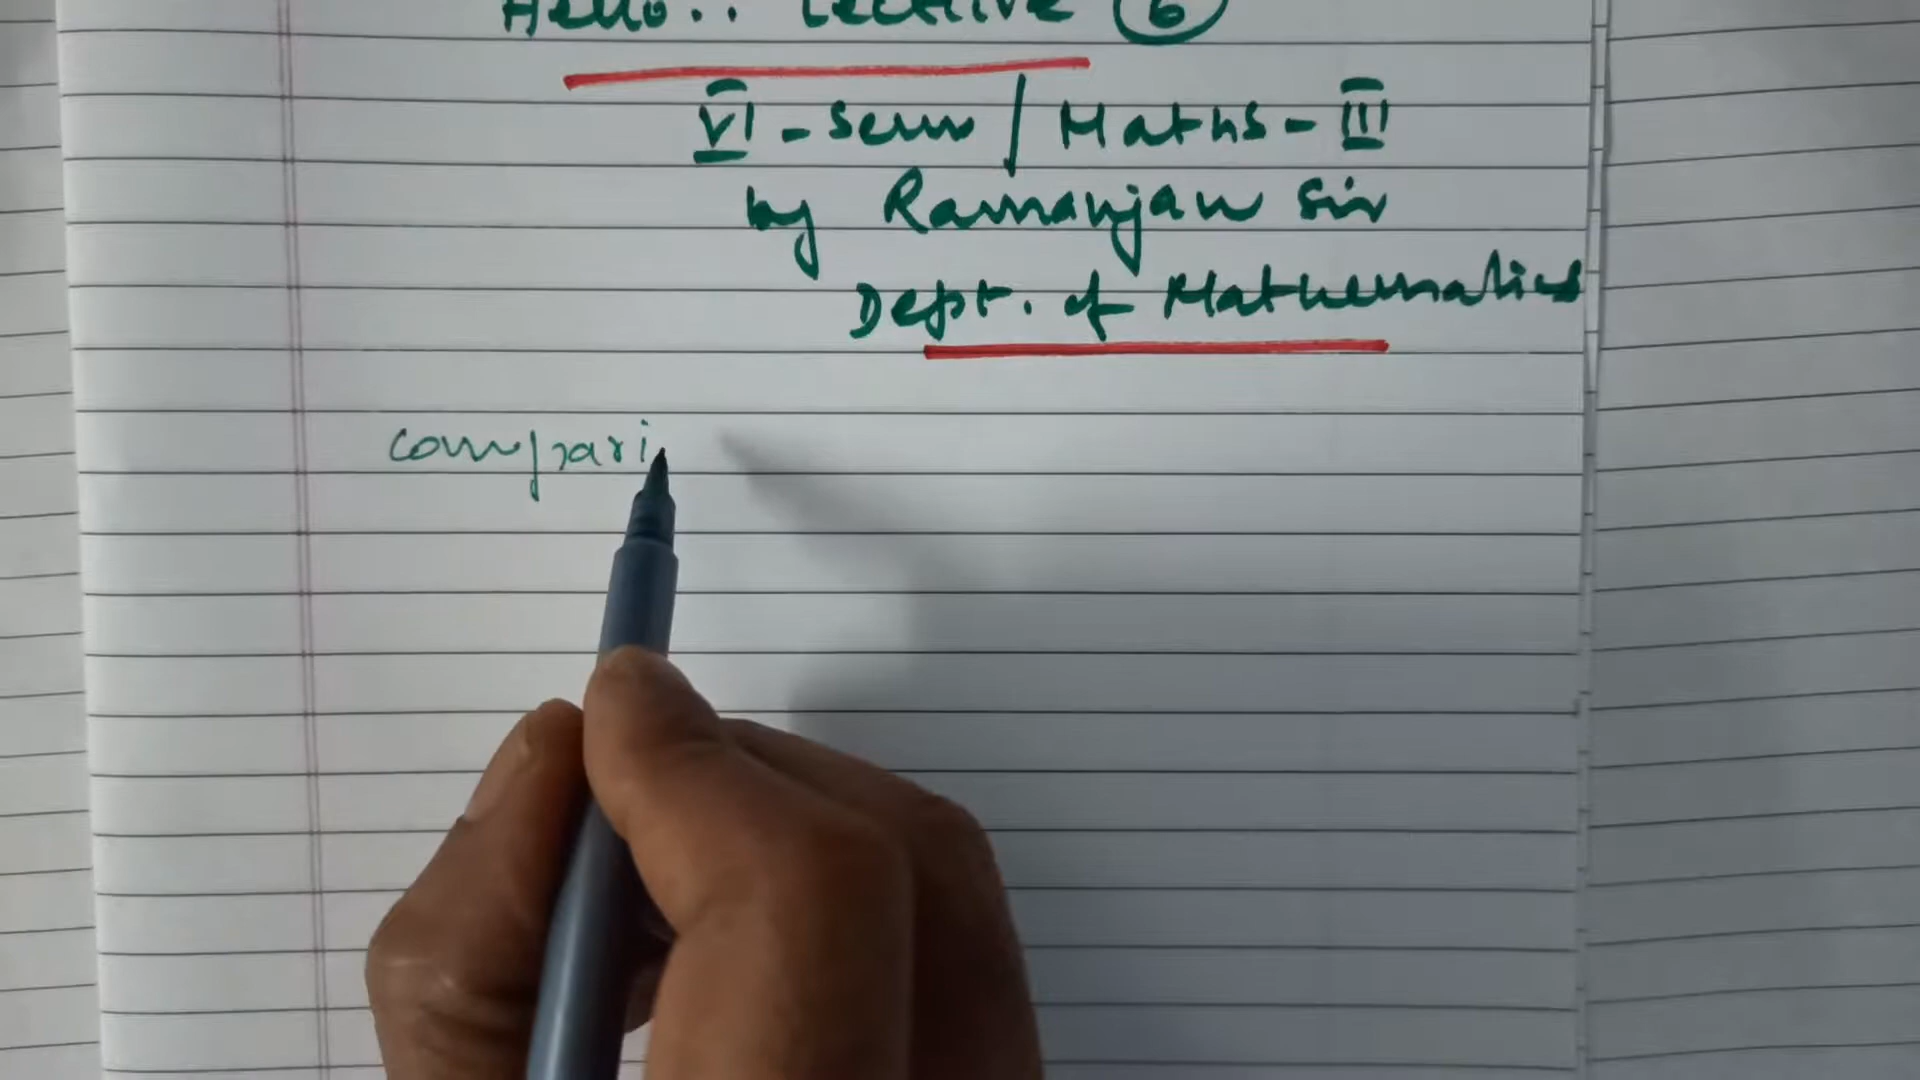 Hello.. Lecture 6
VI - Sem / Maths - III
by Ramanjan Sir
Dept. of Mathematics
compari